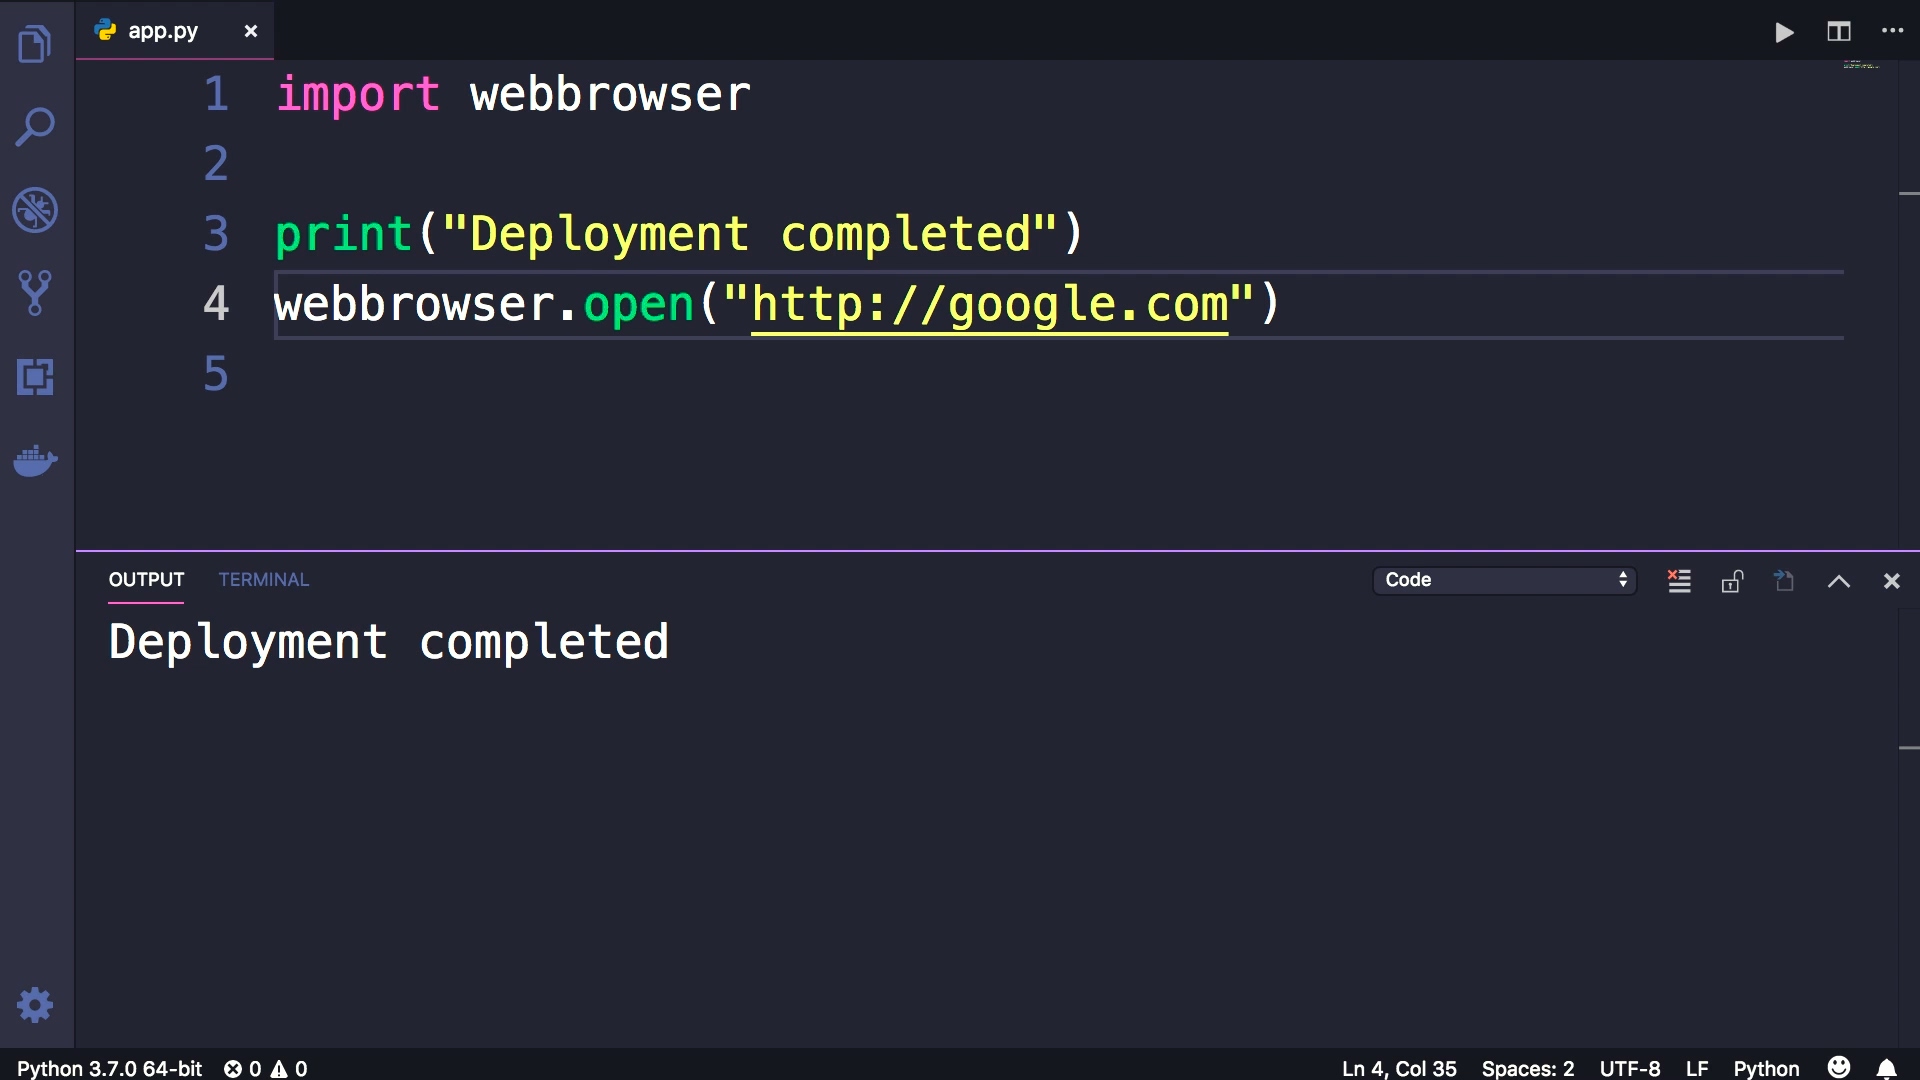 app.py
1 import webbrowser
2
3 print("Deployment completed")
4 webbrowser.open("http://google.com")
5
OUTPUT TERMINAL Code
Deployment completed
Python 3.7.0 64-bit 0 0 Ln 4, Col 35 Spaces: 2 UTF-8 LF Python